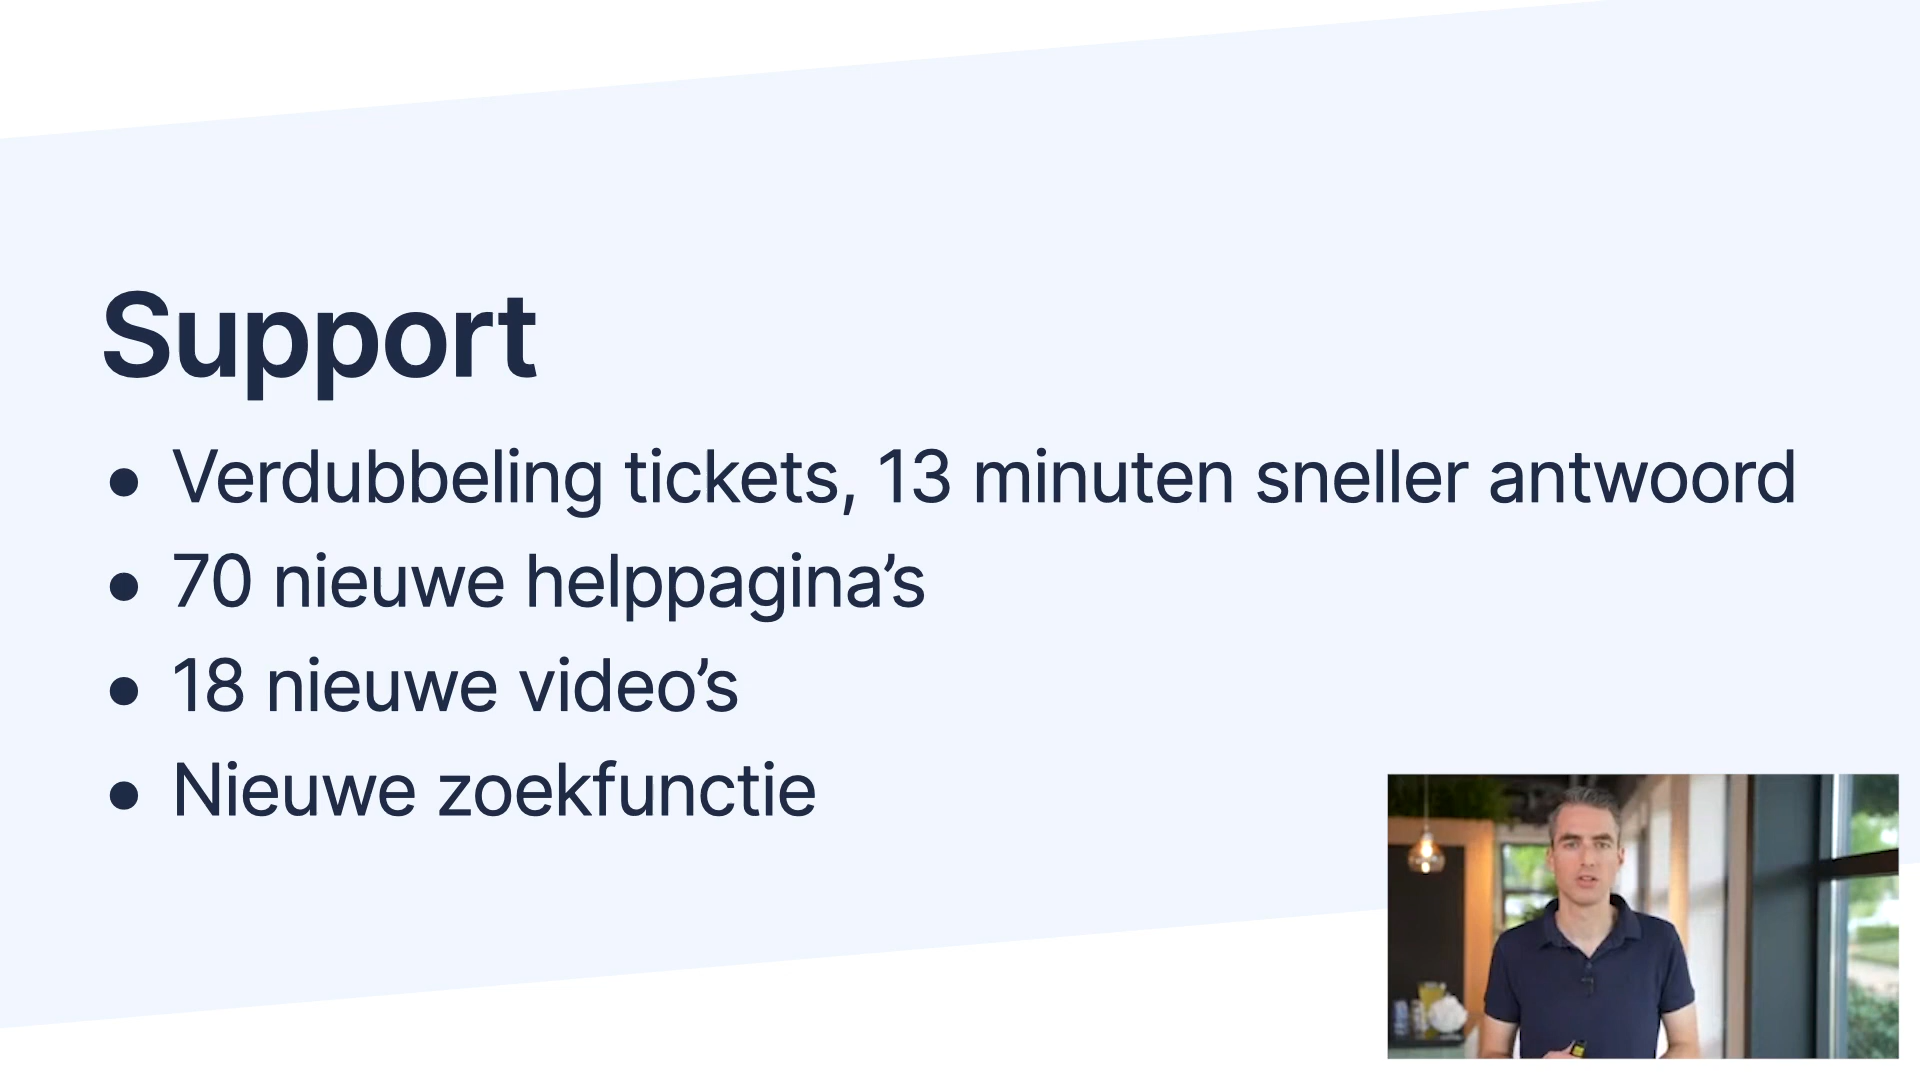 Support
• Verdubbeling tickets, 13 minuten sneller antwoord
• 70 nieuwe helppagina’s
• 18 nieuwe video’s
• Nieuwe zoekfunctie